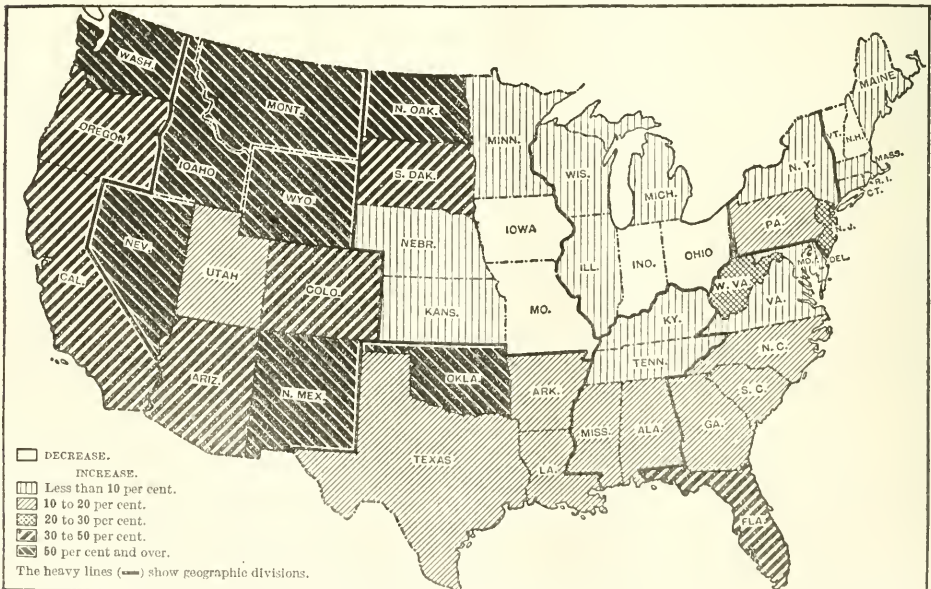 WASH.
OREGON
CAL.
NEV.
IOAHO
MONT.
WYO.
UTAH
COLO.
ARIZ.
N. MEX.
N. OAK.
S. DAK.
NEBR.
KANS.
OKLA.
TEXAS
MINN.
IOWA
MO.
ARK.
LA.
WIS.
ILL.
MICH.
INO.
OHIO
KY.
TENN.
MISS.
ALA.
GA.
FLA.
S. C.
N. C.
VA.
W. VA.
MD.
DEL.
PA.
N. J.
N. Y.
CT.
R. I.
MASS.
VT.
N.H.
MAINE
DECREASE.
INCREASE.
Less than 10 per cent.
10 to 20 per cent.
20 to 30 per cent.
30 to 50 per cent.
50 per cent and over.
The heavy lines (▬) show geographic divisions.